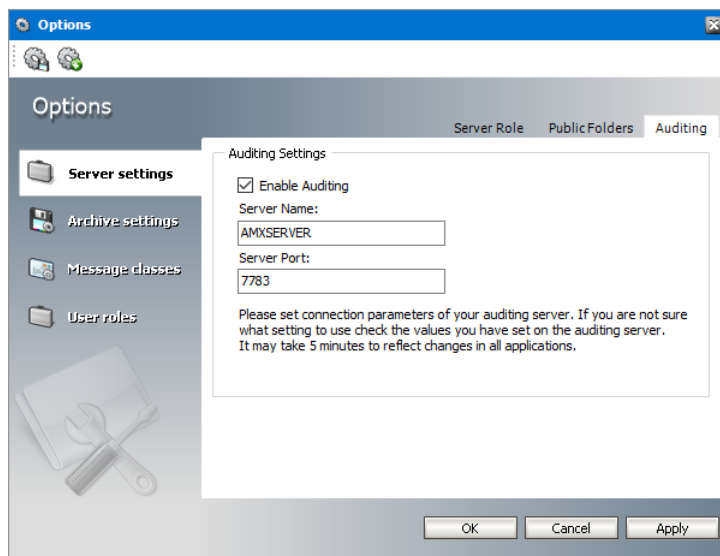 Options
Options
Server Role
Public Folders
Auditing
Server settings
Archive settings
Message classes
User roles
Auditing Settings
Enable Auditing
Server Name:
AMXSERVER
Server Port:
7783
Please set connection parameters of your auditing server. If you are not sure
what setting to use check the values you have set on the auditing server.
It may take 5 minutes to reflect changes in all applications.
OK
Cancel
Apply